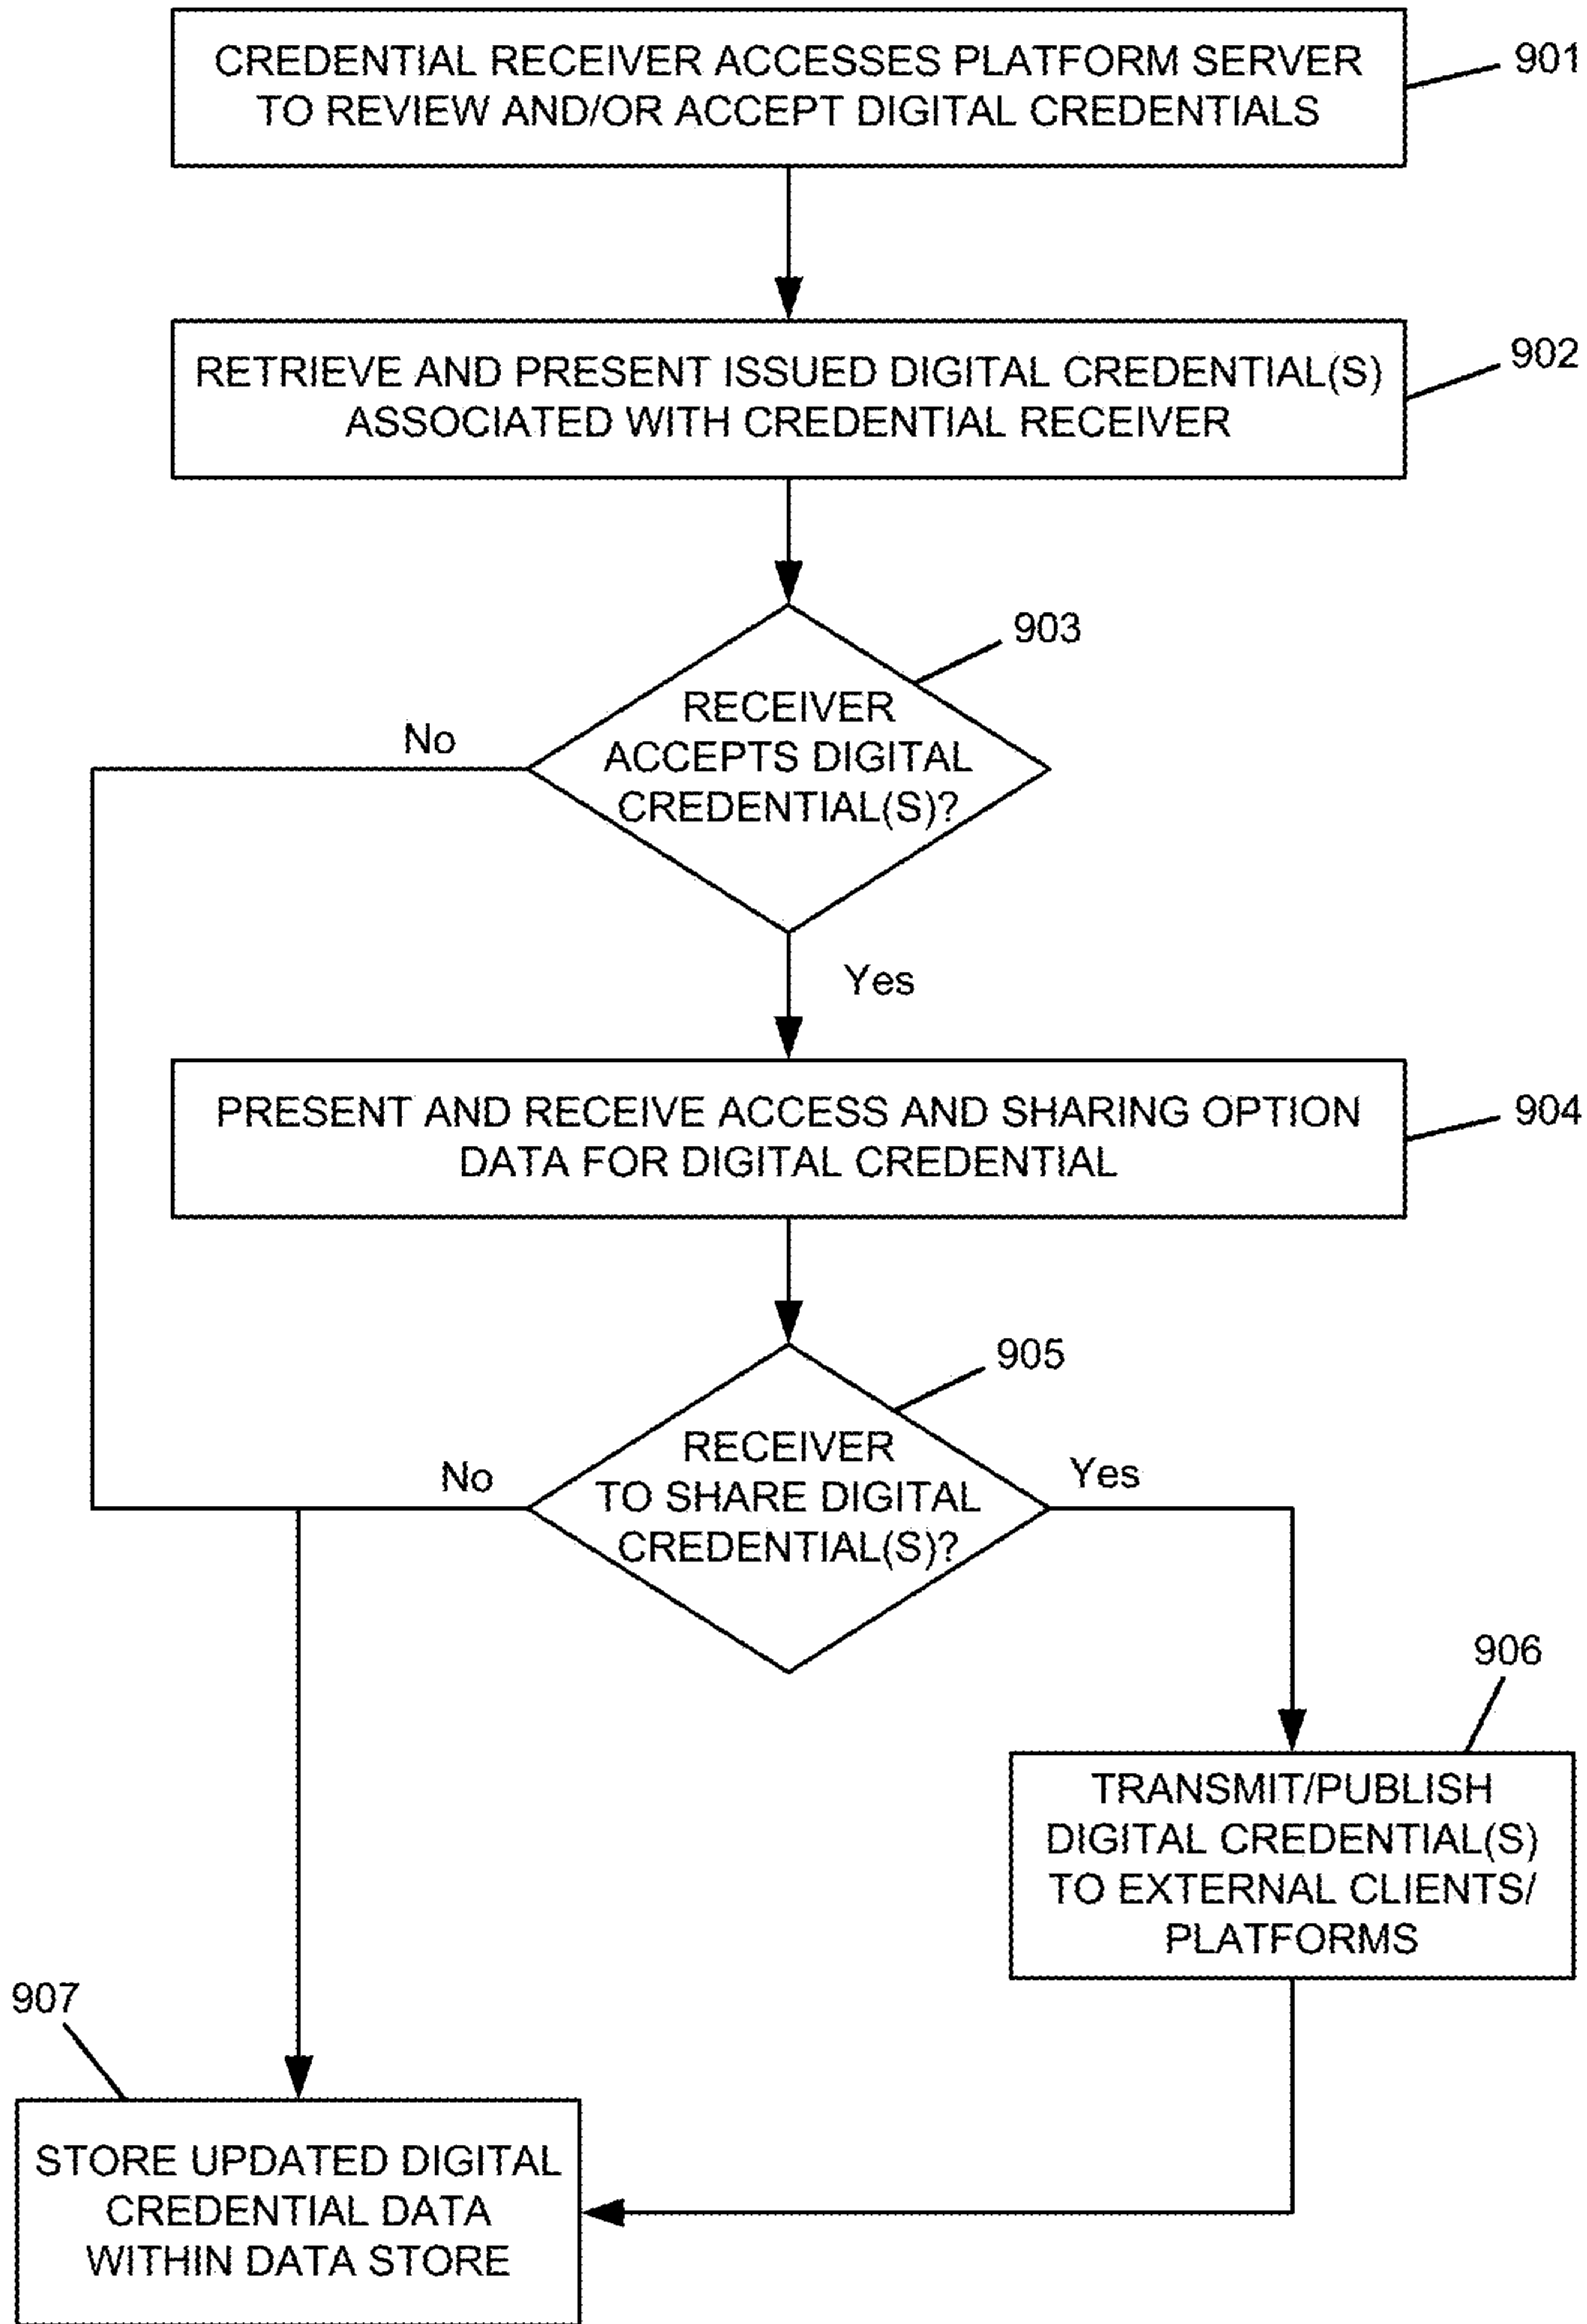 CREDENTIAL RECEIVER ACCESSES PLATFORM SERVER
TO REVIEW AND/OR ACCEPT DIGITAL CREDENTIALS
901
RETRIEVE AND PRESENT ISSUED DIGITAL CREDENTIAL(S)
ASSOCIATED WITH CREDENTIAL RECEIVER
902
903
RECEIVER
ACCEPTS DIGITAL
CREDENTIAL(S)?
No
Yes
PRESENT AND RECEIVE ACCESS AND SHARING OPTION
DATA FOR DIGITAL CREDENTIAL
904
905
RECEIVER
TO SHARE DIGITAL
CREDENTIAL(S)?
No
Yes
906
TRANSMIT/PUBLISH
DIGITAL CREDENTIAL(S)
TO EXTERNAL CLIENTS/
PLATFORMS
907
STORE UPDATED DIGITAL
CREDENTIAL DATA
WITHIN DATA STORE